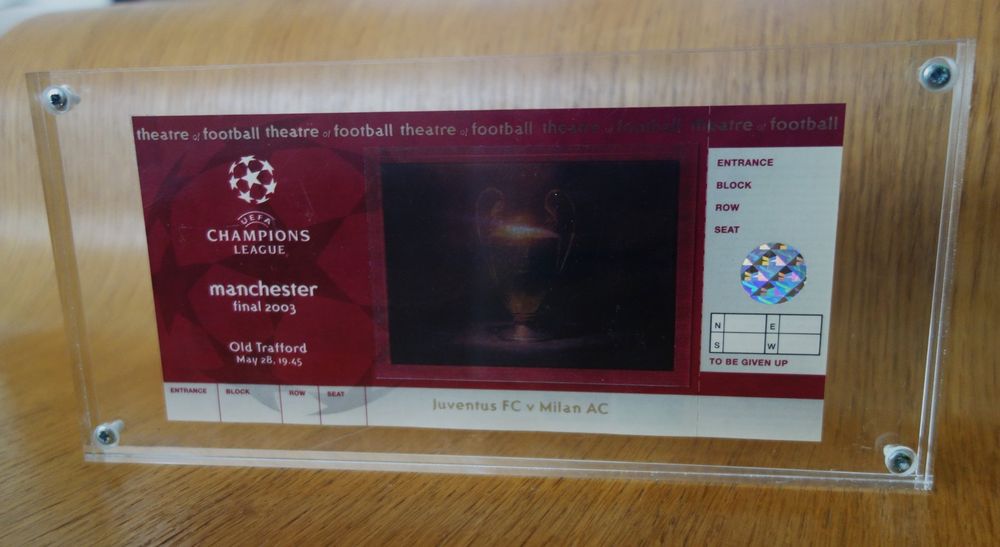 theatre of football theatre of football theatre of football theatre of football theatre of football
UEFA
CHAMPIONS
LEAGUE
manchester
final 2003
Old Trafford
May 28, 19.45
ENTRANCE BLOCK ROW SEAT
Juventus FC v Milan AC
ENTRANCE
BLOCK
ROW
SEAT
N E
S W
TO BE GIVEN UP